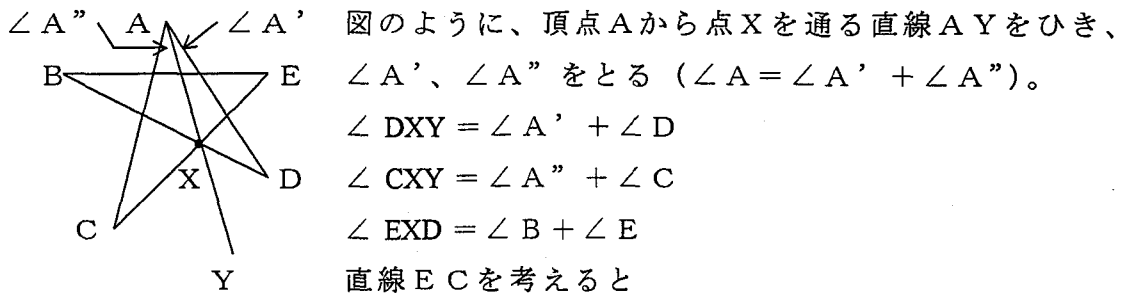 ∠A” A ∠A’ 図のように、頂点Aから点Xを通る直線AYをひき、
B E ∠A’、∠A”をとる（∠A＝∠A’＋∠A”）。
∠DXY＝∠A’＋∠D
X D ∠CXY＝∠A”＋∠C
C ∠EXD＝∠B＋∠E
Y 直線ECを考えると